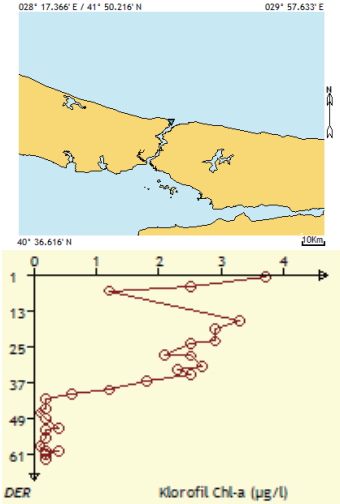 028° 17.366' E / 41° 50.216' N 029° 57.633' E
N
40° 36.616' N 10Km
0 1 2 3 4
1
13
25
37
49
61
DER Klorofil Chl-a (µg/l)